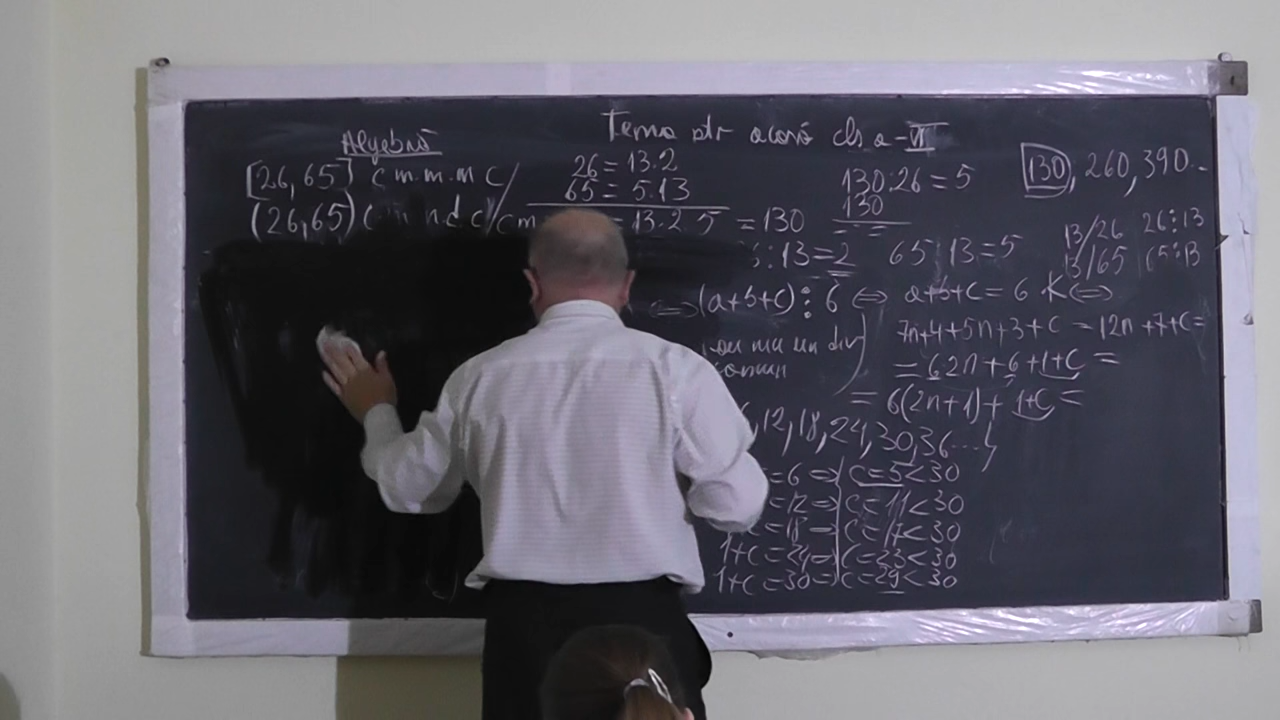 Tema ptr acasă cls a-VI
Algebră
[26,65] c m.m.m c/
26 = 13.2
65 = 5.13
130:26 = 5
130
130, 260, 390.-
(26,65) c m
= 13.2.5 = 130
:13=2 65:13=5
13/26 26⋮13
13/65 65⋮13
⇔(a+b+c)⋮6 ⇔ a+b+c = 6 K⇔
7n+4+5n+3+c = 12n+7+c=
= 62n+6+1+c =
= 6(2n+1)+ 1+c =
,12,18,24,30,36....
=6 ⇒ c=5<30
=12⇒ c=11<30
=18 ⇒ c=17<30
1+c=24⇒ c=23<30
1+c=30⇒ c=29<30